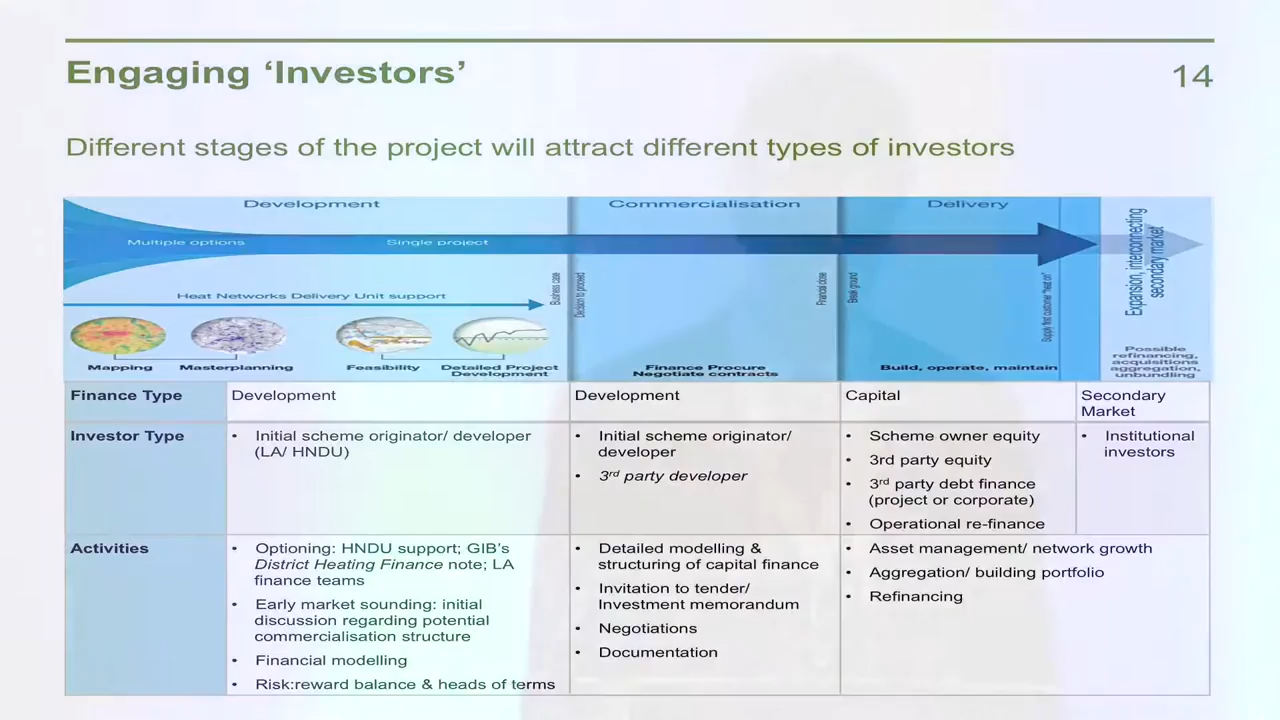 Engaging ‘Investors’
14
Different stages of the project will attract different types of investors
Development
Commercialisation
Delivery
Expansion, interconnecting
secondary market
Multiple options
Single project
Business case
Decision to proceed
Financial close
Break ground
Supply first customer "heat on"
Heat Networks Delivery Unit support
Mapping
Masterplanning
Feasibility
Detailed Project
Development
Finance Procure
Negotiate contracts
Build, operate, maintain
Possible
refinancing,
acquisitions
aggregation,
unbundling
Finance Type
Development
Development
Capital
Secondary
Market
Investor Type
• Initial scheme originator/ developer
(LA/ HNDU)
• Initial scheme originator/
developer
• 3rd party developer
• Scheme owner equity
• 3rd party equity
• 3rd party debt finance
(project or corporate)
• Operational re-finance
• Institutional
investors
Activities
• Optioning: HNDU support; GIB’s
District Heating Finance note; LA
finance teams
• Early market sounding: initial
discussion regarding potential
commercialisation structure
• Financial modelling
• Risk:reward balance & heads of terms
• Detailed modelling &
structuring of capital finance
• Invitation to tender/
Investment memorandum
• Negotiations
• Documentation
• Asset management/ network growth
• Aggregation/ building portfolio
• Refinancing